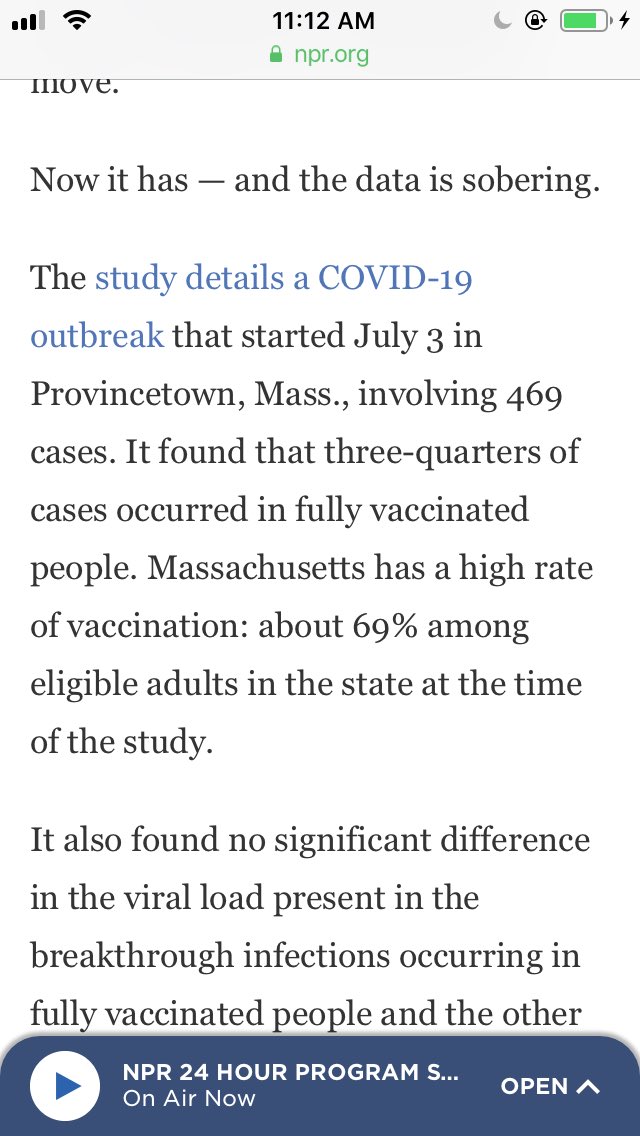 11:12 AM
npr.org
move.
Now it has — and the data is sobering.
The study details a COVID-19
outbreak that started July 3 in
Provincetown, Mass., involving 469
cases. It found that three-quarters of
cases occurred in fully vaccinated
people. Massachusetts has a high rate
of vaccination: about 69% among
eligible adults in the state at the time
of the study.
It also found no significant difference
in the viral load present in the
breakthrough infections occurring in
fully vaccinated people and the other
NPR 24 HOUR PROGRAM S...
On Air Now
OPEN